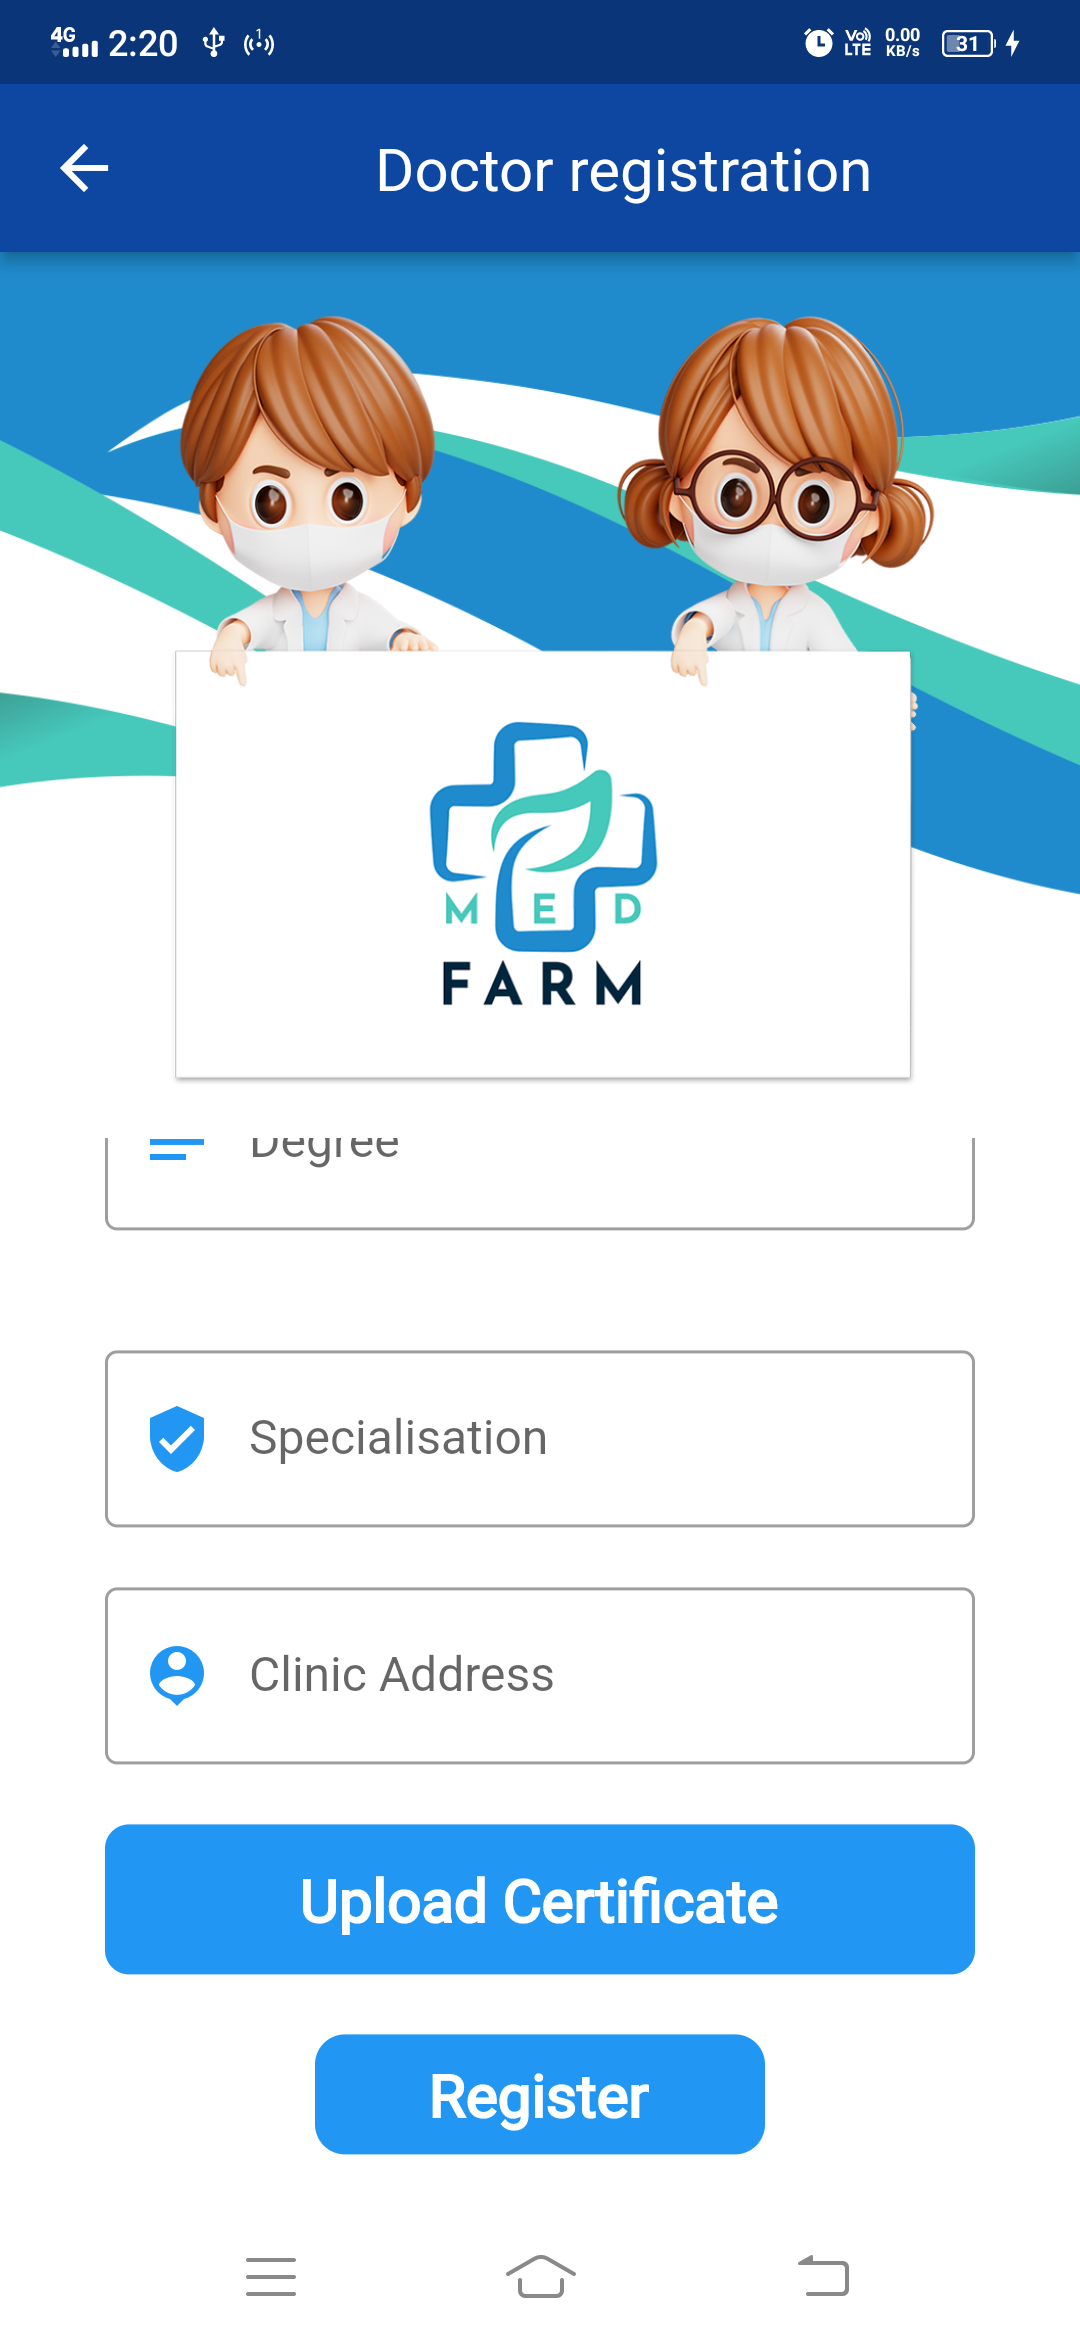 4G 2:20 1 Vo) LTE 0.00 KB/s 31
Doctor registration
M E D
FARM
Degree
Specialisation
Clinic Address
Upload Certificate
Register